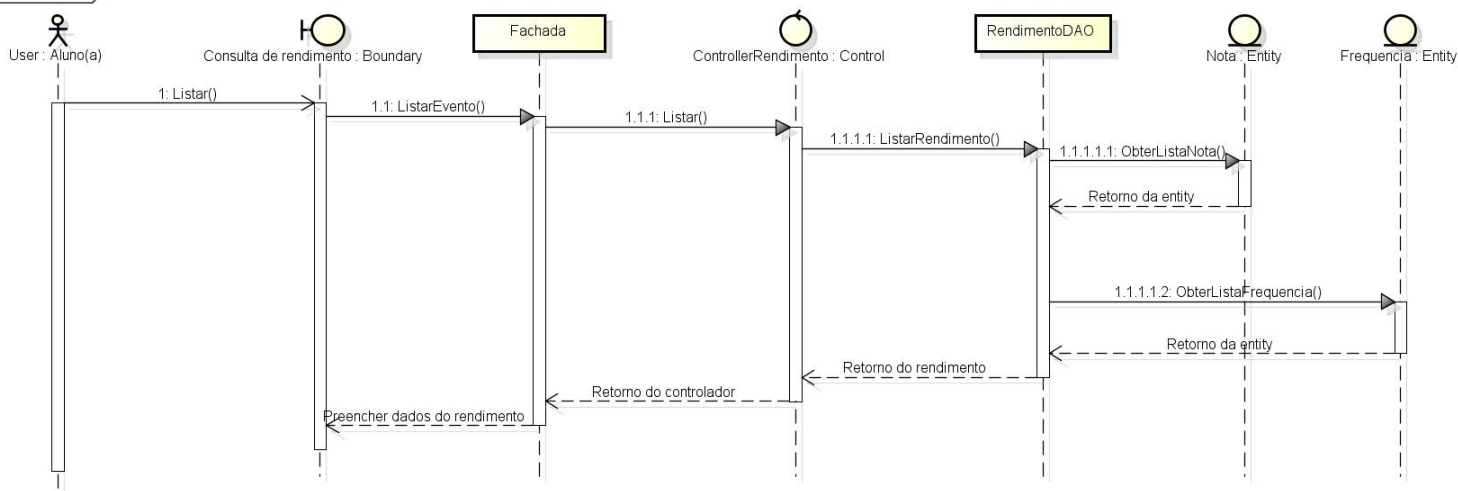 Fachada
RendimentoDAO
User : Aluno(a)
Consulta de rendimento : Boundary
ControllerRendimento : Control
Nota : Entity
Frequencia : Entity
1: Listar()
1.1: ListarEvento()
1.1.1: Listar()
1.1.1.1: ListarRendimento()
1.1.1.1.1: ObterListaNota()
Retorno da entity
1.1.1.1.2: ObterListaFrequencia()
Retorno da entity
Retorno do rendimento
Retorno do controlador
Preencher dados do rendimento